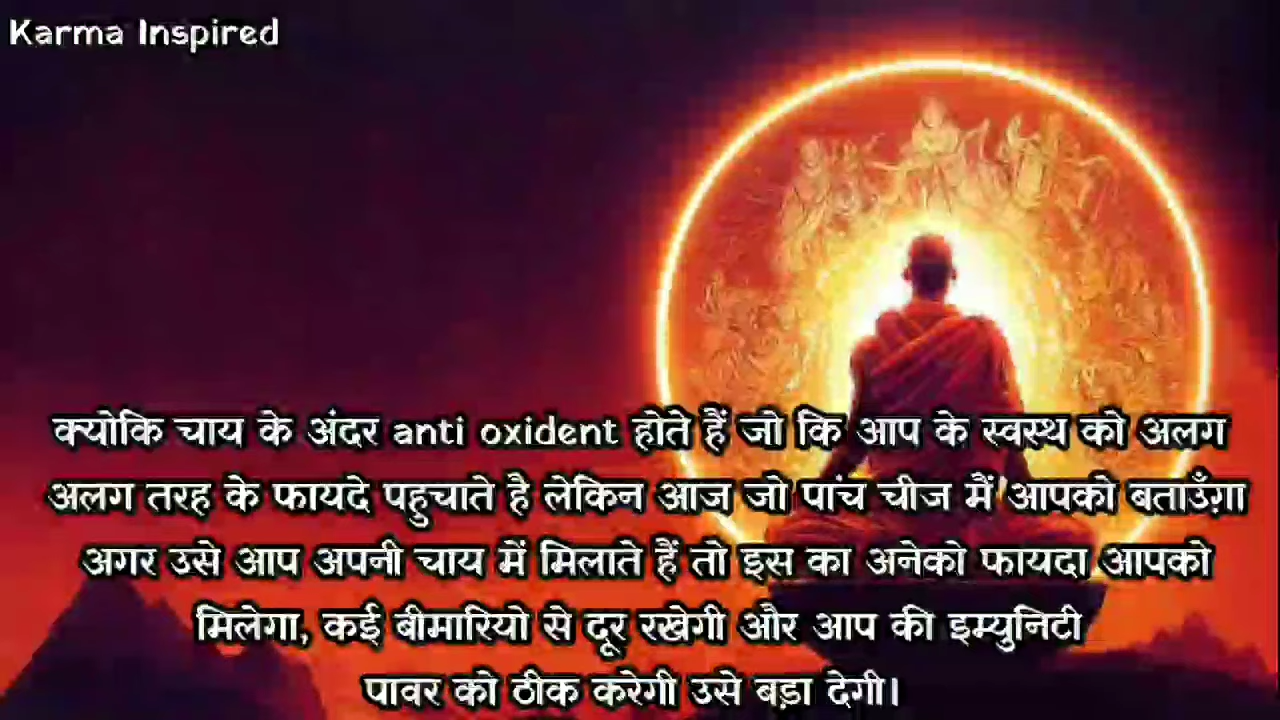 Karma Inspired
क्योकि चाय के अंदर anti oxident होते हैं जो कि आप के स्वस्थ को अलग
अलग तरह के फायदे पहुचाते है लेकिन आज जो पांच चीज मैं आपको बताउँग़ा
अगर उसे आप अपनी चाय में मिलाते हैं तो इस का अनेको फायदा आपको
मिलेगा, कई बीमारियो से दूर रखेगी और आप की इम्युनिटी
पावर को ठीक करेगी उसे बड़ा देगी।